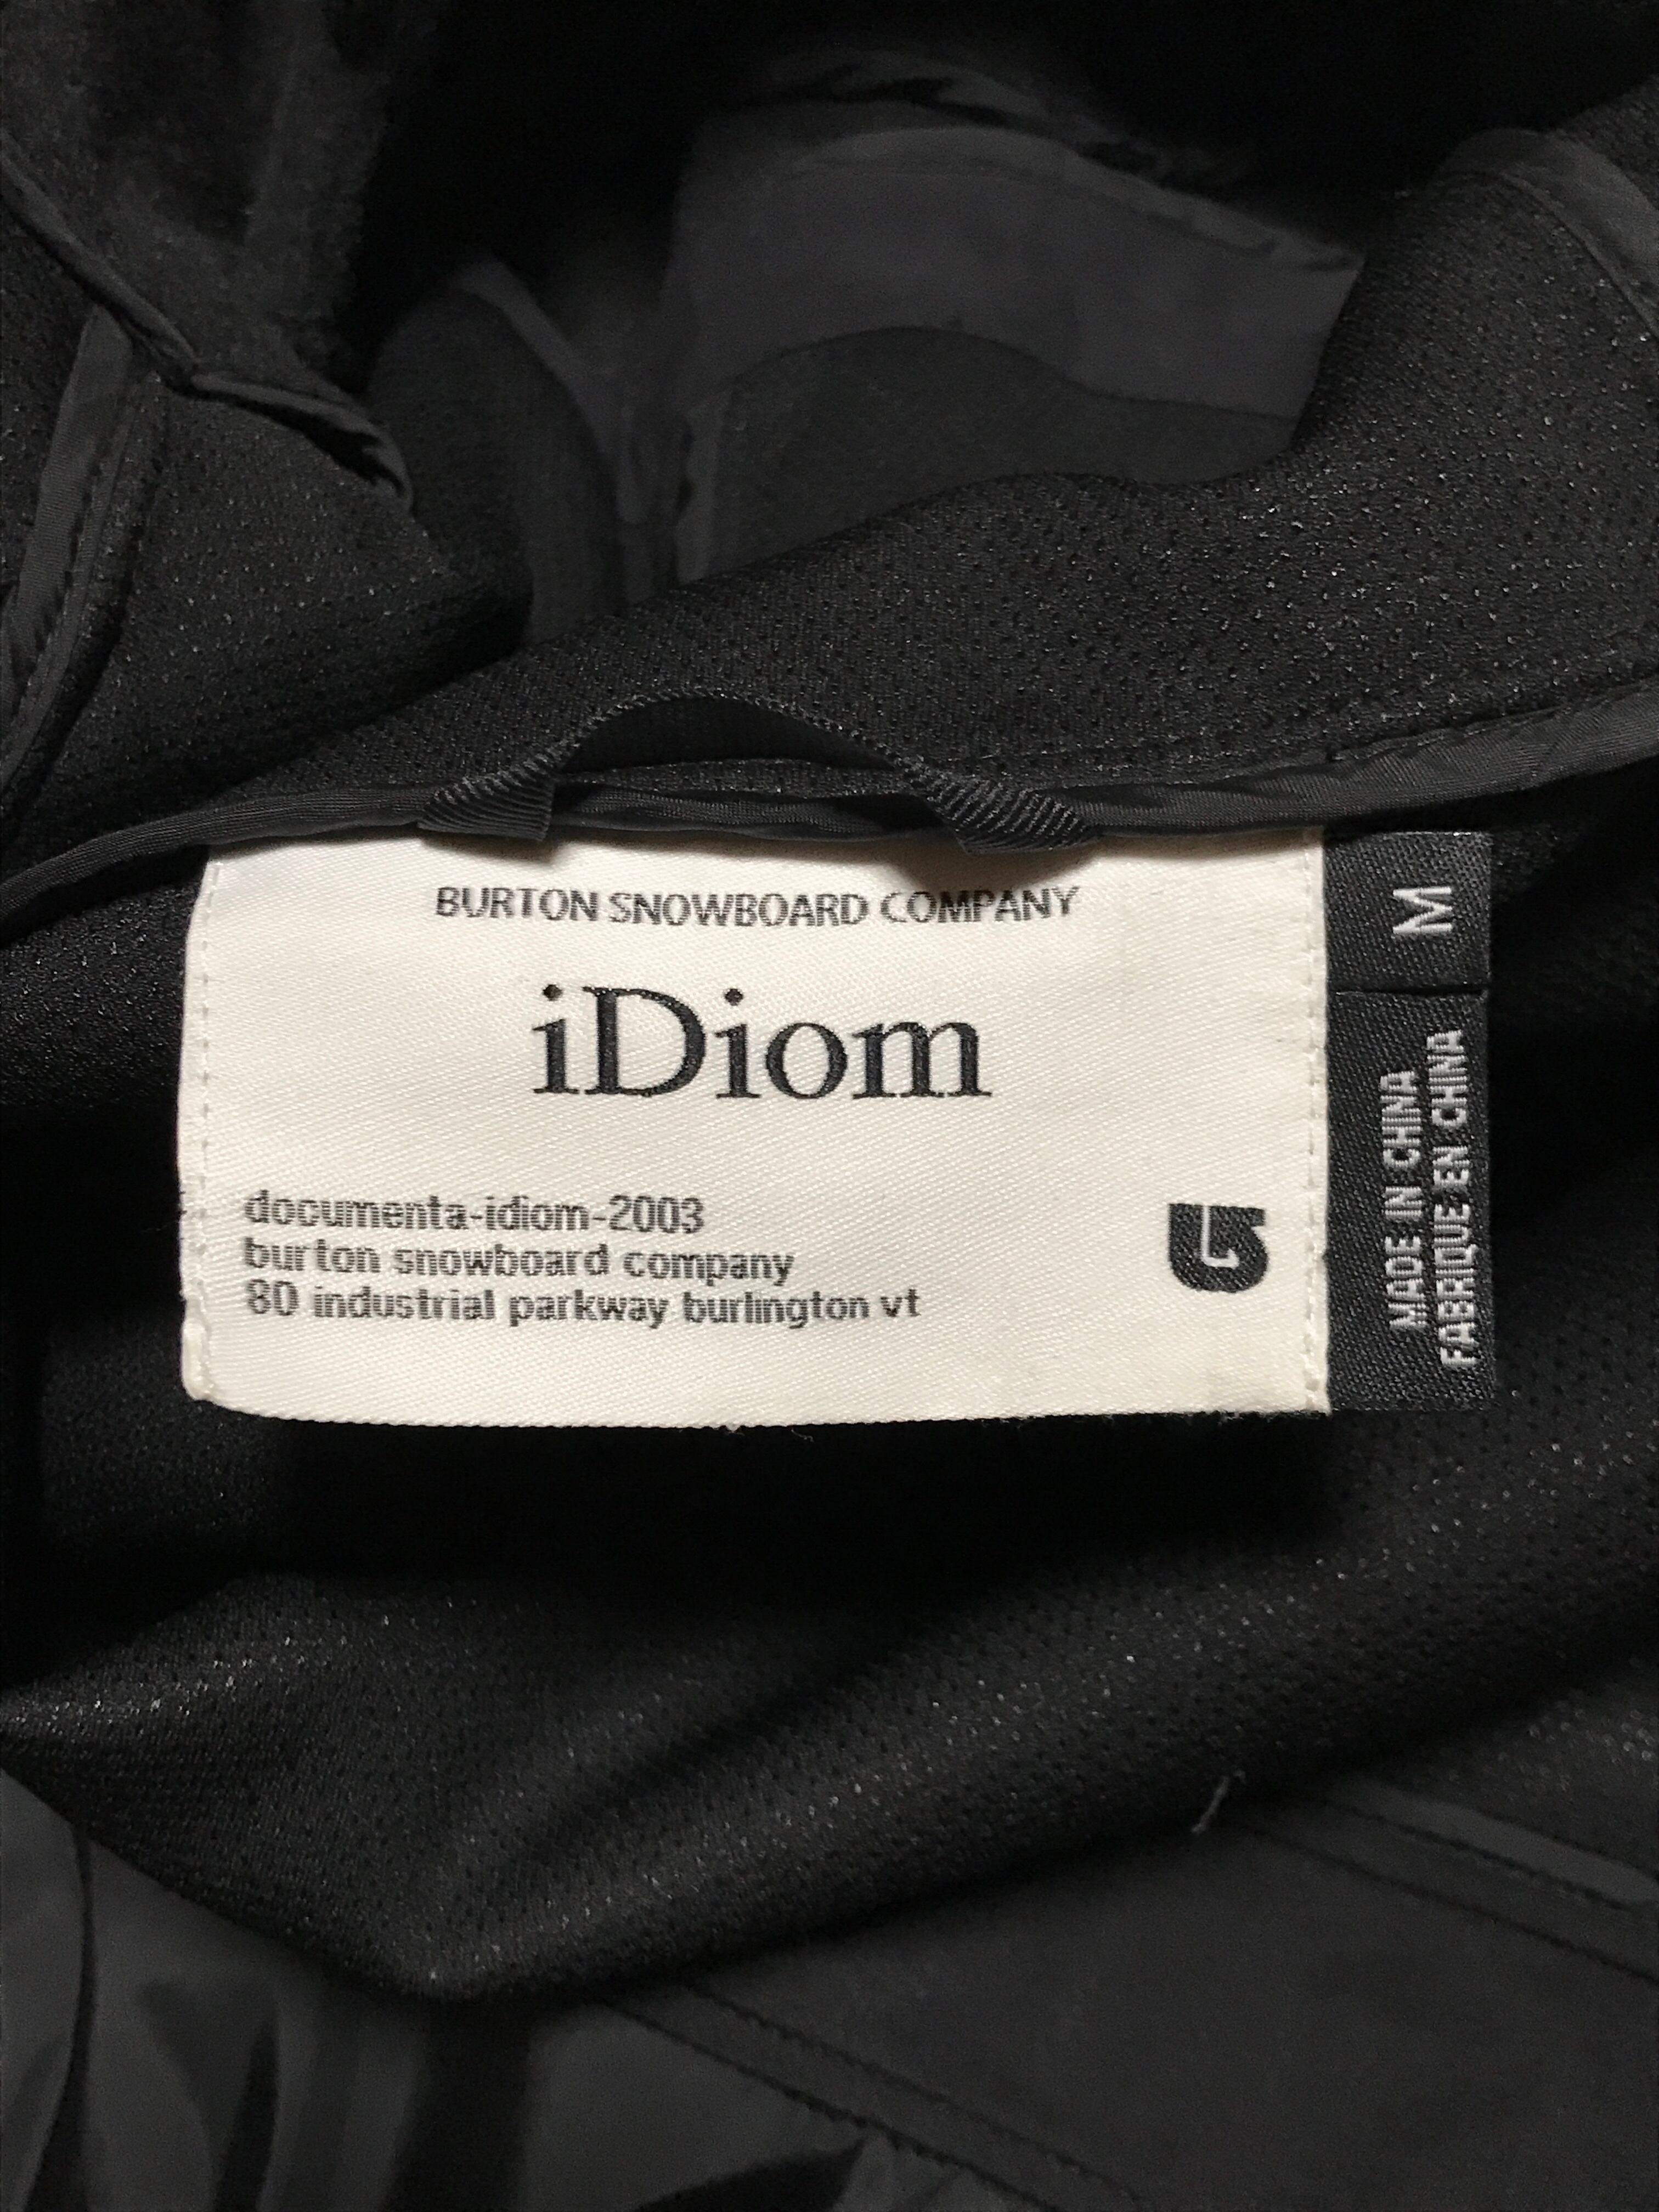 BURTON SNOWBOARD COMPANY
iDiom
documenta-idiom-2003
burton snowboard company
80 industrial parkway burlington vt
M
MADE IN CHINA
FABRIQUE EN CHINA